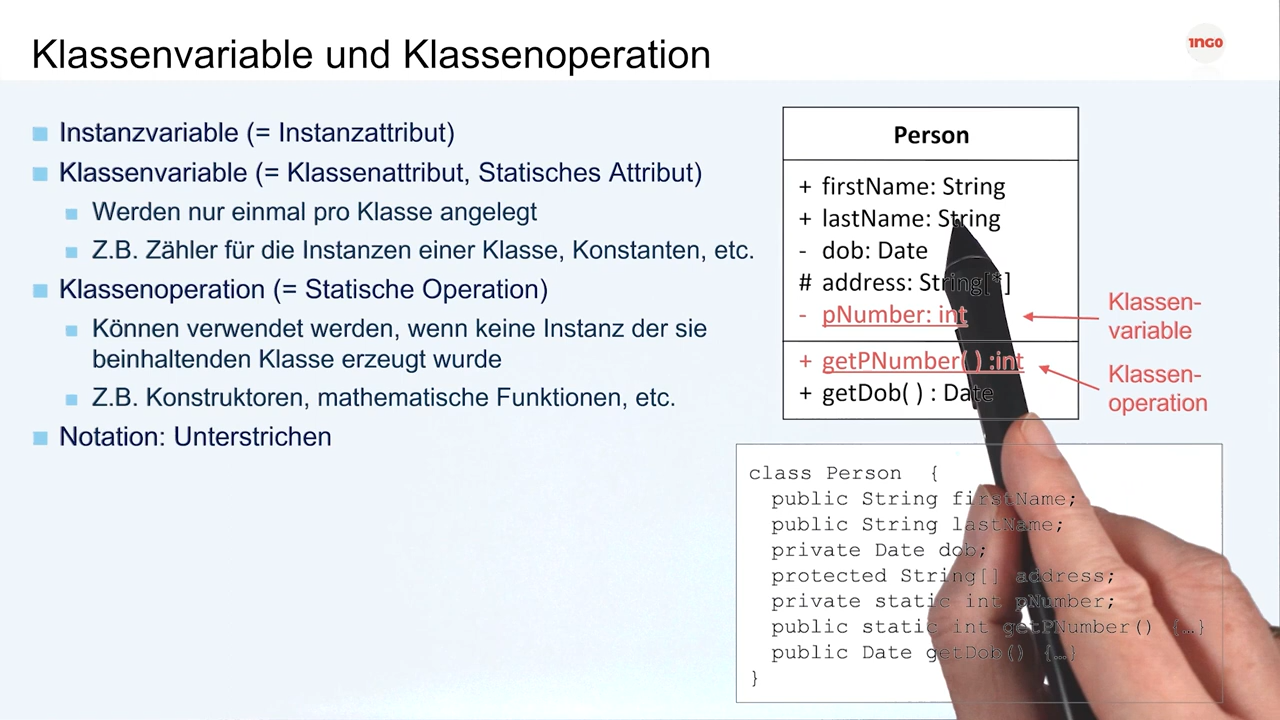 Klassenvariable und Klassenoperation
1NGO
Instanzvariable (= Instanzattribut)
Klassenvariable (= Klassenattribut, Statisches Attribut)
Werden nur einmal pro Klasse angelegt
Z.B. Zähler für die Instanzen einer Klasse, Konstanten, etc.
Klassenoperation (= Statische Operation)
Können verwendet werden, wenn keine Instanz der sie
beinhaltenden Klasse erzeugt wurde
Z.B. Konstruktoren, mathematische Funktionen, etc.
Notation: Unterstrichen
Person
+ firstName: String
+ lastName: String
- dob: Date
# address: String[*]
- pNumber: int
+ getPNumber( ) :int
+ getDob( ) : Date
Klassen-
variable
Klassen-
operation
class Person {
public String firstName;
public String lastName;
private Date dob;
protected String[] address;
private static int pNumber;
public static int getPNumber() {…}
public Date getDob() {…}
}